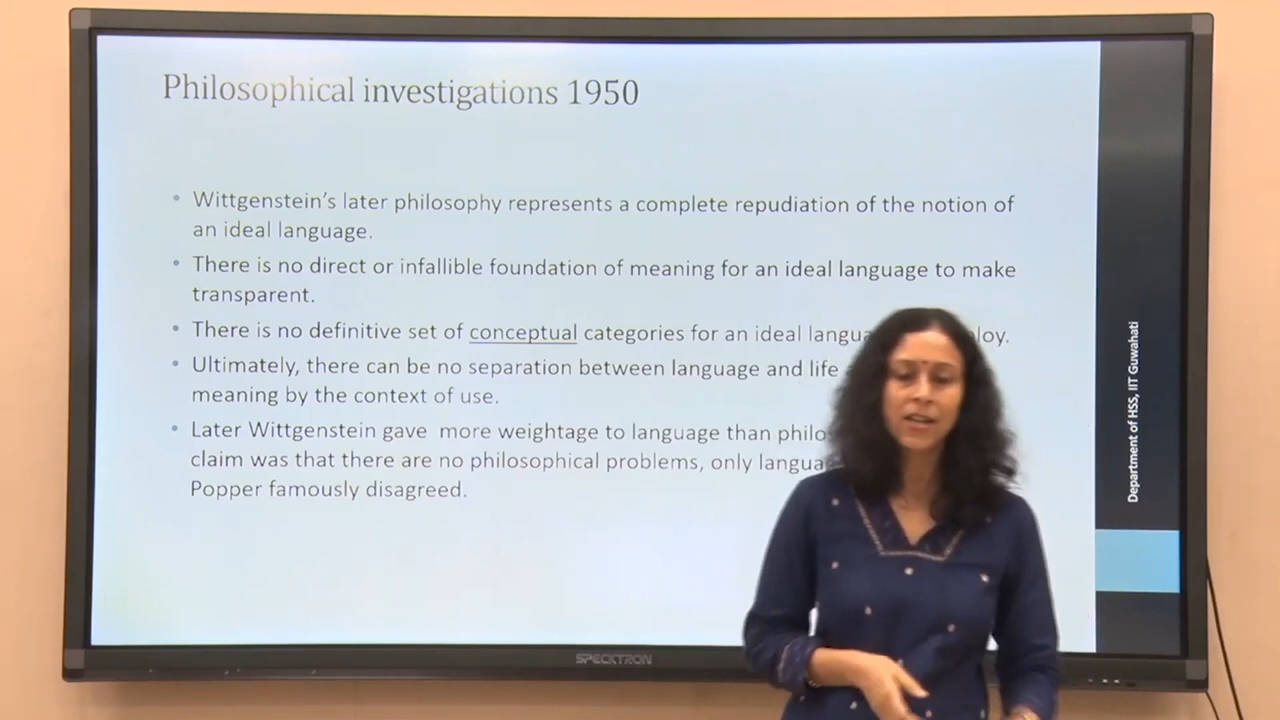 Philosophical investigations 1950
• Wittgenstein's later philosophy represents a complete repudiation of the notion of
an ideal language.
• There is no direct or infallible foundation of meaning for an ideal language to make
transparent.
• There is no definitive set of conceptual categories for an ideal
• Ultimately, there can be no separation between language and life
meaning by the context of use.
• Later Wittgenstein gave more weightage to language than
claim was that there are no philosophical problems, only
Popper famously disagreed.
Department of HSS, IIT Guwahati
SPECKTRON